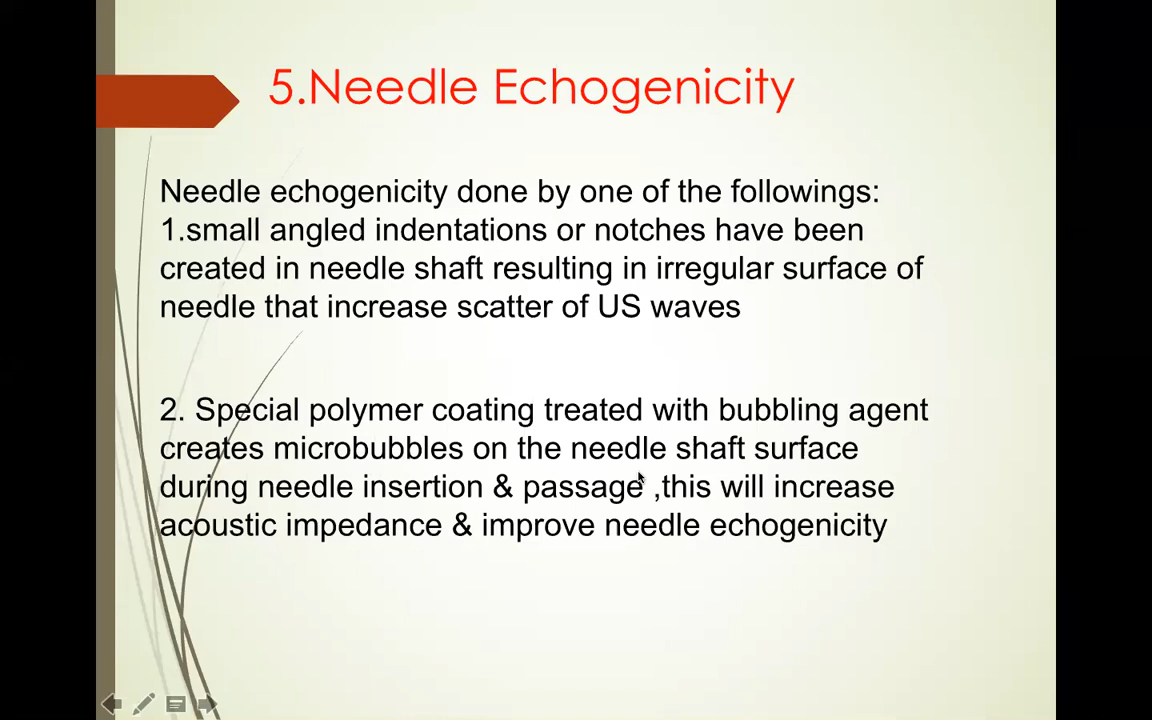 5.Needle Echogenicity
Needle echogenicity done by one of the followings:
1.small angled indentations or notches have been
created in needle shaft resulting in irregular surface of
needle that increase scatter of US waves
2. Special polymer coating treated with bubbling agent
creates microbubbles on the needle shaft surface
during needle insertion & passage ,this will increase
acoustic impedance & improve needle echogenicity